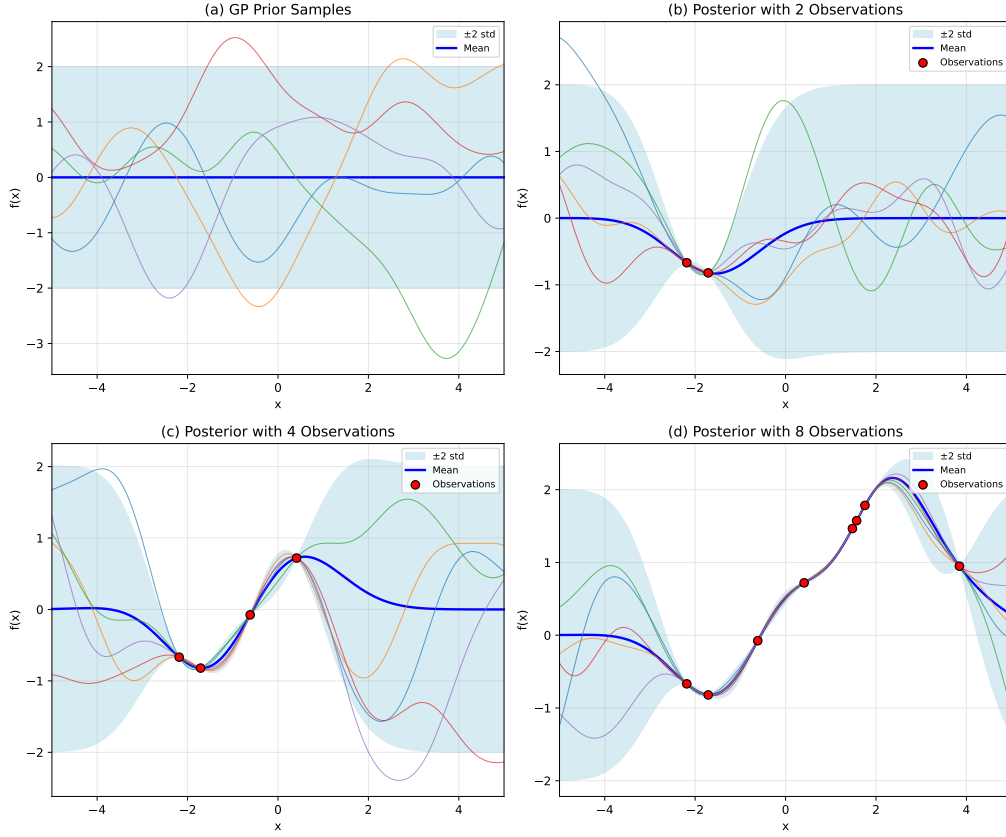 (a) GP Prior Samples
±2 std
Mean
2
1
0
−1
−2
−3
f(x)
−4
−2
0
2
4
x
(b) Posterior with 2 Observations
±2 std
Mean
Observations
2
1
0
−1
−2
f(x)
−4
−2
0
2
4
x
(c) Posterior with 4 Observations
±2 std
Mean
Observations
2
1
0
−1
−2
f(x)
−4
−2
0
2
4
x
(d) Posterior with 8 Observations
±2 std
Mean
Observations
2
1
0
−1
−2
f(x)
−4
−2
0
2
4
x